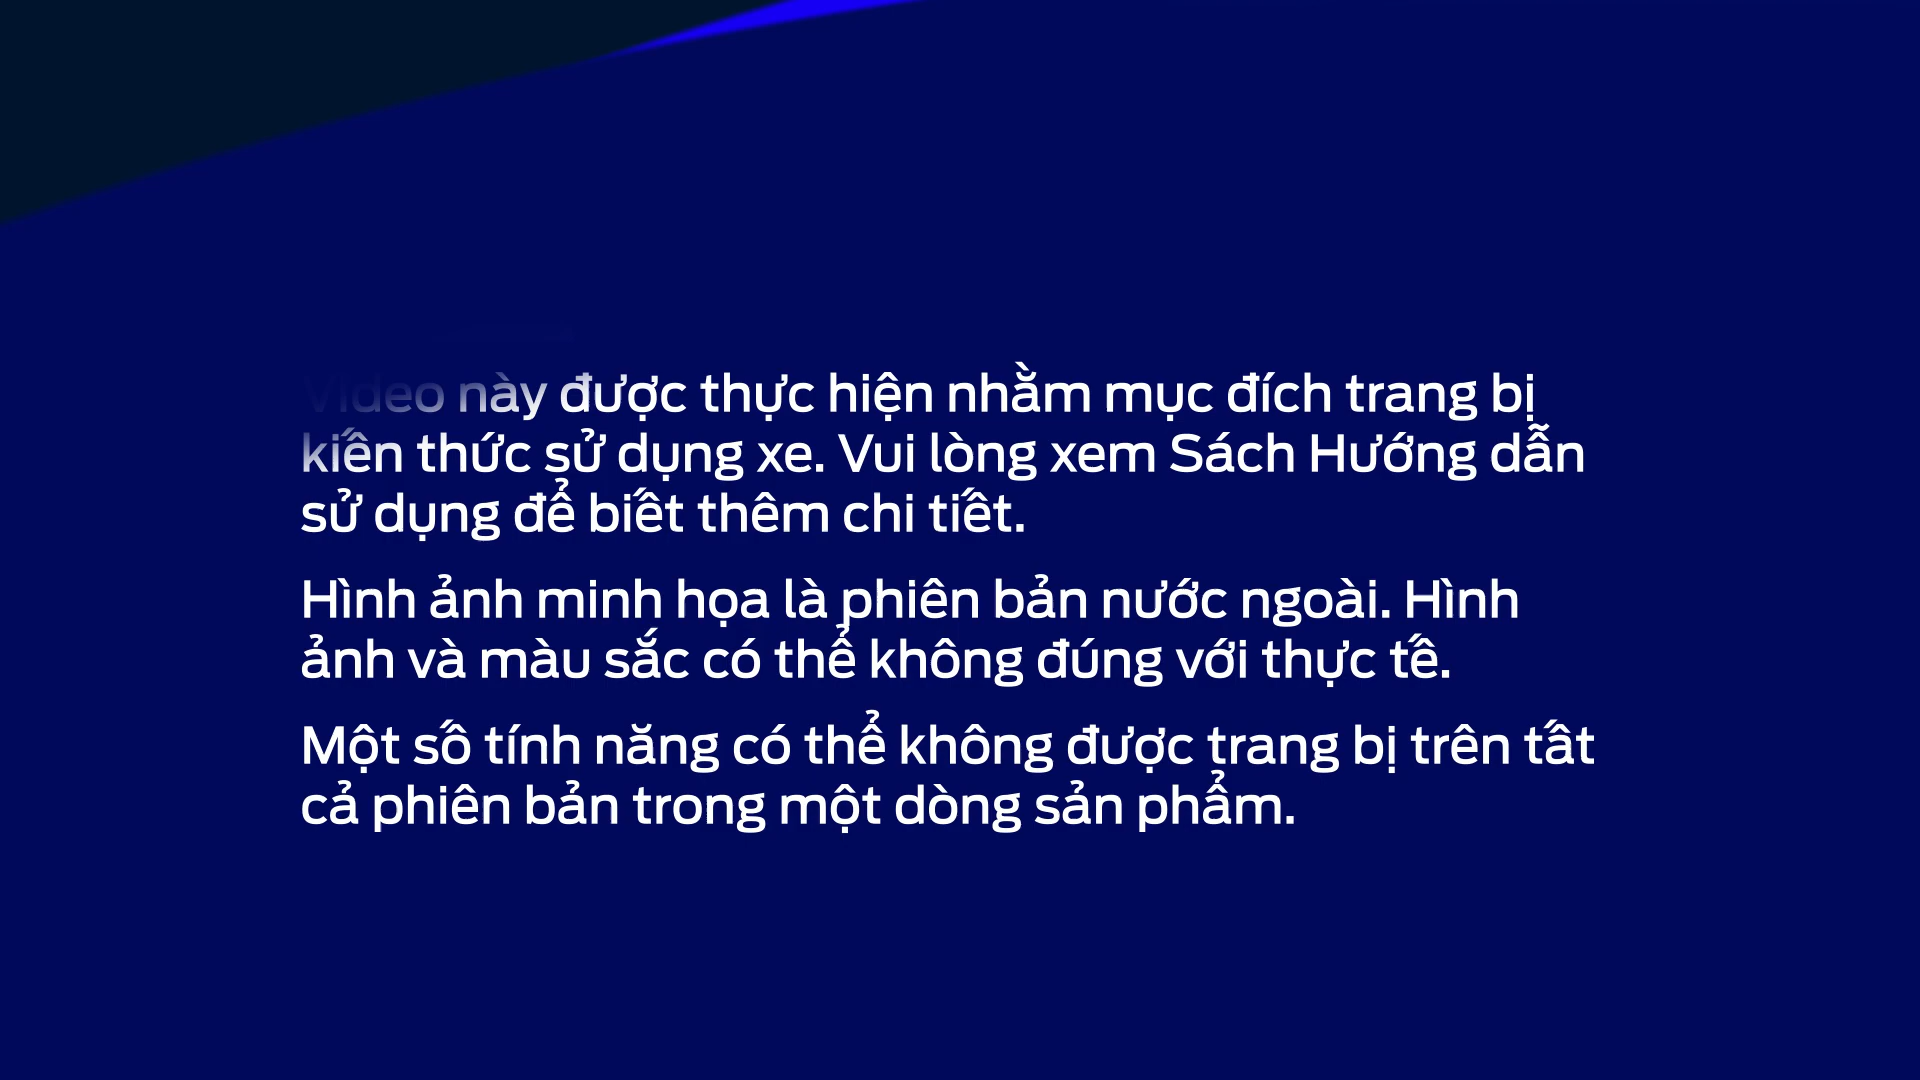 Video này được thực hiện nhằm mục đích trang bị
kiến thức sử dụng xe. Vui lòng xem Sách Hướng dẫn
sử dụng để biết thêm chi tiết.
Hình ảnh minh họa là phiên bản nước ngoài. Hình
ảnh và màu sắc có thể không đúng với thực tế.
Một số tính năng có thể không được trang bị trên tất
cả phiên bản trong một dòng sản phẩm.